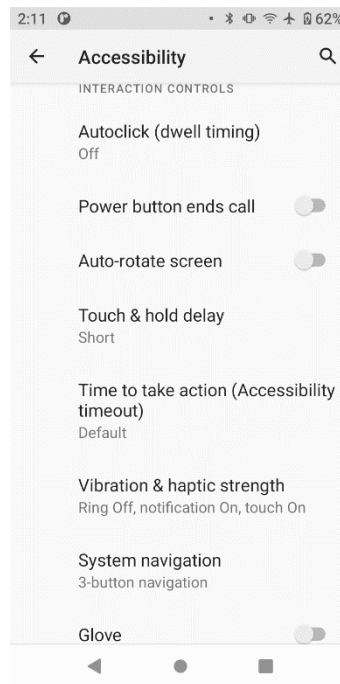 2:11 62%
Accessibility
INTERACTION CONTROLS
Autoclick (dwell timing)
Off
Power button ends call
Auto-rotate screen
Touch & hold delay
Short
Time to take action (Accessibility
timeout)
Default
Vibration & haptic strength
Ring Off, notification On, touch On
System navigation
3-button navigation
Glove